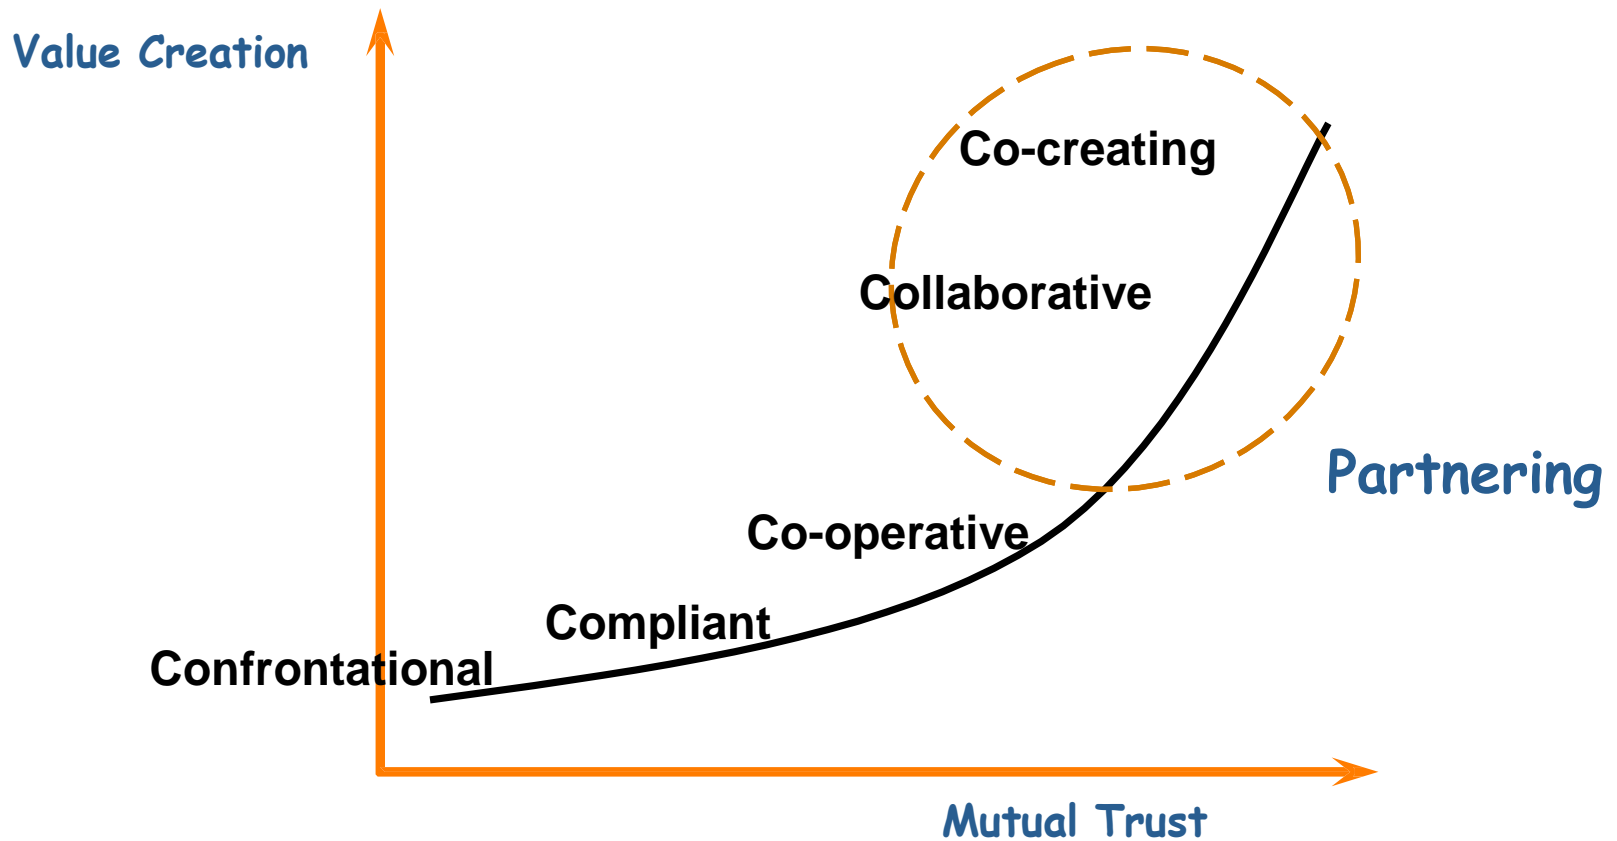 Value Creation
Co-creating
Collaborative
Partnering
Co-operative
Compliant
Confrontational
Mutual Trust